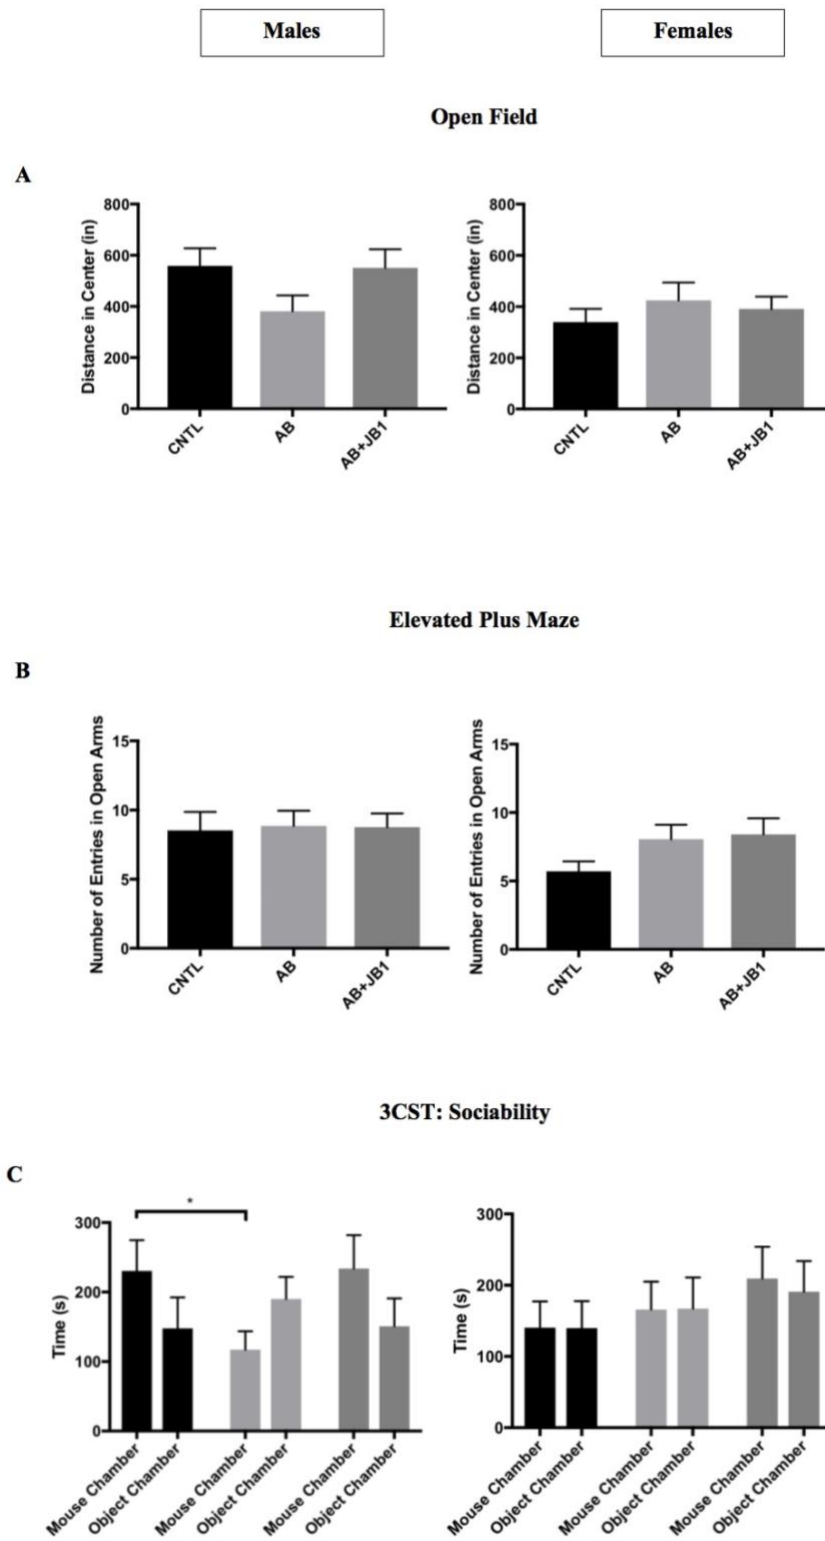 Males
Females
Open Field
A
Distance in Center (in)
800
600
400
200
0
CNTL
AB
AB+JB1
Distance in Center (in)
800
600
400
200
0
CNTL
AB
AB+JB1
Elevated Plus Maze
B
Number of Entries in Open Arms
15
10
5
0
CNTL
AB
AB+JB1
Number of Entries in Open Arms
15
10
5
0
CNTL
AB
AB+JB1
3CST: Sociability
C
*
Time (s)
300
200
100
0
Mouse Chamber
Object Chamber
Mouse Chamber
Object Chamber
Mouse Chamber
Object Chamber
Time (s)
300
200
100
0
Mouse Chamber
Object Chamber
Mouse Chamber
Object Chamber
Mouse Chamber
Object Chamber